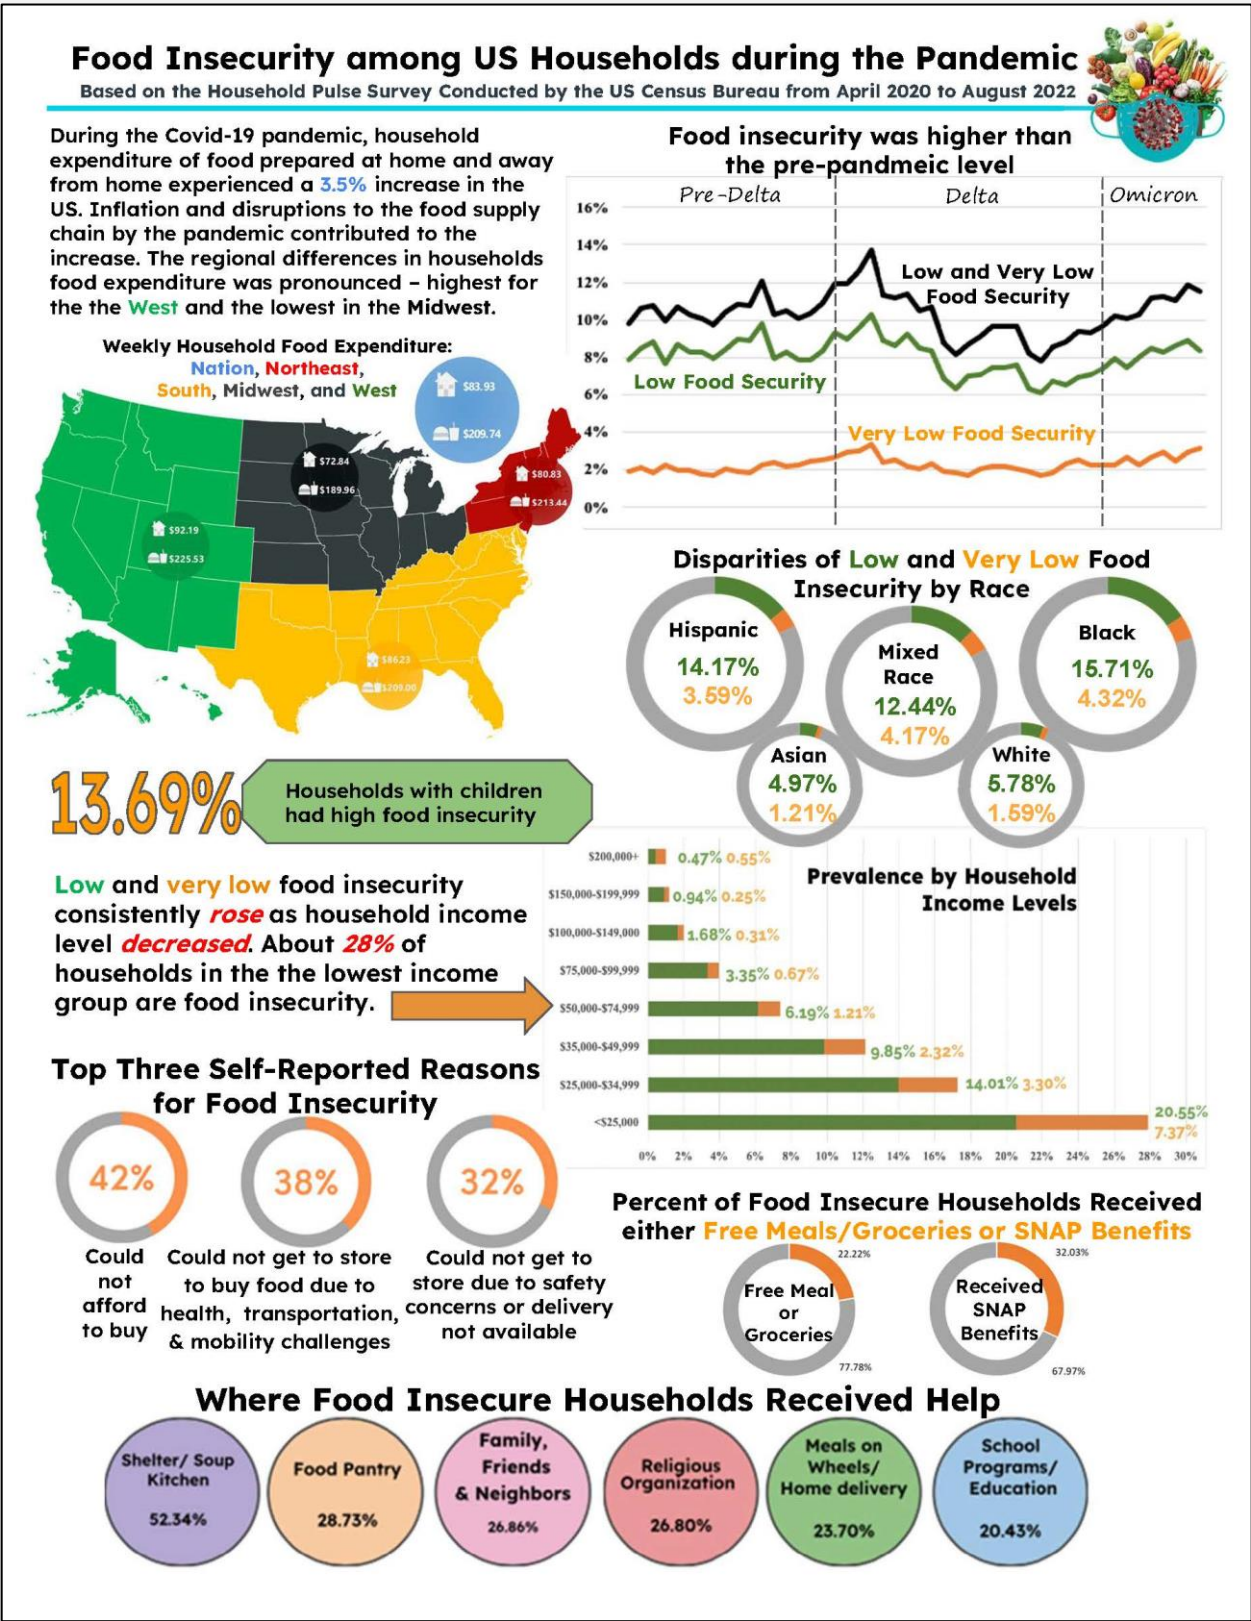 Food Insecurity among US Households during the Pandemic
Based on the Household Pulse Survey Conducted by the US Census Bureau from April 2020 to August 2022
During the Covid-19 pandemic, household
expenditure of food prepared at home and away
from home experienced a 3.5% increase in the
US. Inflation and disruptions to the food supply
chain by the pandemic contributed to the
increase. The regional differences in households
food expenditure was pronounced – highest for
the the West and the lowest in the Midwest.
Weekly Household Food Expenditure:
Nation, Northeast,
South, Midwest, and West
$83.93
$209.74
$72.84
$189.96
$80.83
$213.44
$92.19
$225.53
$86.23
$209.00
Food insecurity was higher than
the pre-pandmeic level
Pre-Delta
Delta
Omicron
16%
14%
12%
10%
8%
6%
4%
2%
0%
Low and Very Low
Food Security
Low Food Security
Very Low Food Security
Disparities of Low and Very Low Food
Insecurity by Race
Hispanic
14.17%
3.59%
Mixed
Race
12.44%
4.17%
Black
15.71%
4.32%
Asian
4.97%
1.21%
White
5.78%
1.59%
13.69%
Households with children
had high food insecurity
Low and very low food insecurity
consistently rose as household income
level decreased. About 28% of
households in the the lowest income
group are food insecurity.
Prevalence by Household
Income Levels
$200,000+ 0.47% 0.55%
$150,000-$199,999 0.94% 0.25%
$100,000-$149,000 1.68% 0.31%
$75,000-$99,999 3.35% 0.67%
$50,000-$74,999 6.19% 1.21%
$35,000-$49,999 9.85% 2.32%
$25,000-$34,999 14.01% 3.30%
<$25,000 20.55%
7.37%
0% 2% 4% 6% 8% 10% 12% 14% 16% 18% 20% 22% 24% 26% 28% 30%
Top Three Self-Reported Reasons
for Food Insecurity
42%
Could
not
afford
to buy
38%
Could not get to store
to buy food due to
health, transportation,
& mobility challenges
32%
Could not get to
store due to safety
concerns or delivery
not available
Percent of Food Insecure Households Received
either Free Meals/Groceries or SNAP Benefits
22.22%
Free Meal
or
Groceries
77.78%
32.03%
Received
SNAP
Benefits
67.97%
Where Food Insecure Households Received Help
Shelter/ Soup
Kitchen
52.34%
Food Pantry
28.73%
Family,
Friends
& Neighbors
26.86%
Religious
Organization
26.80%
Meals on
Wheels/
Home delivery
23.70%
School
Programs/
Education
20.43%